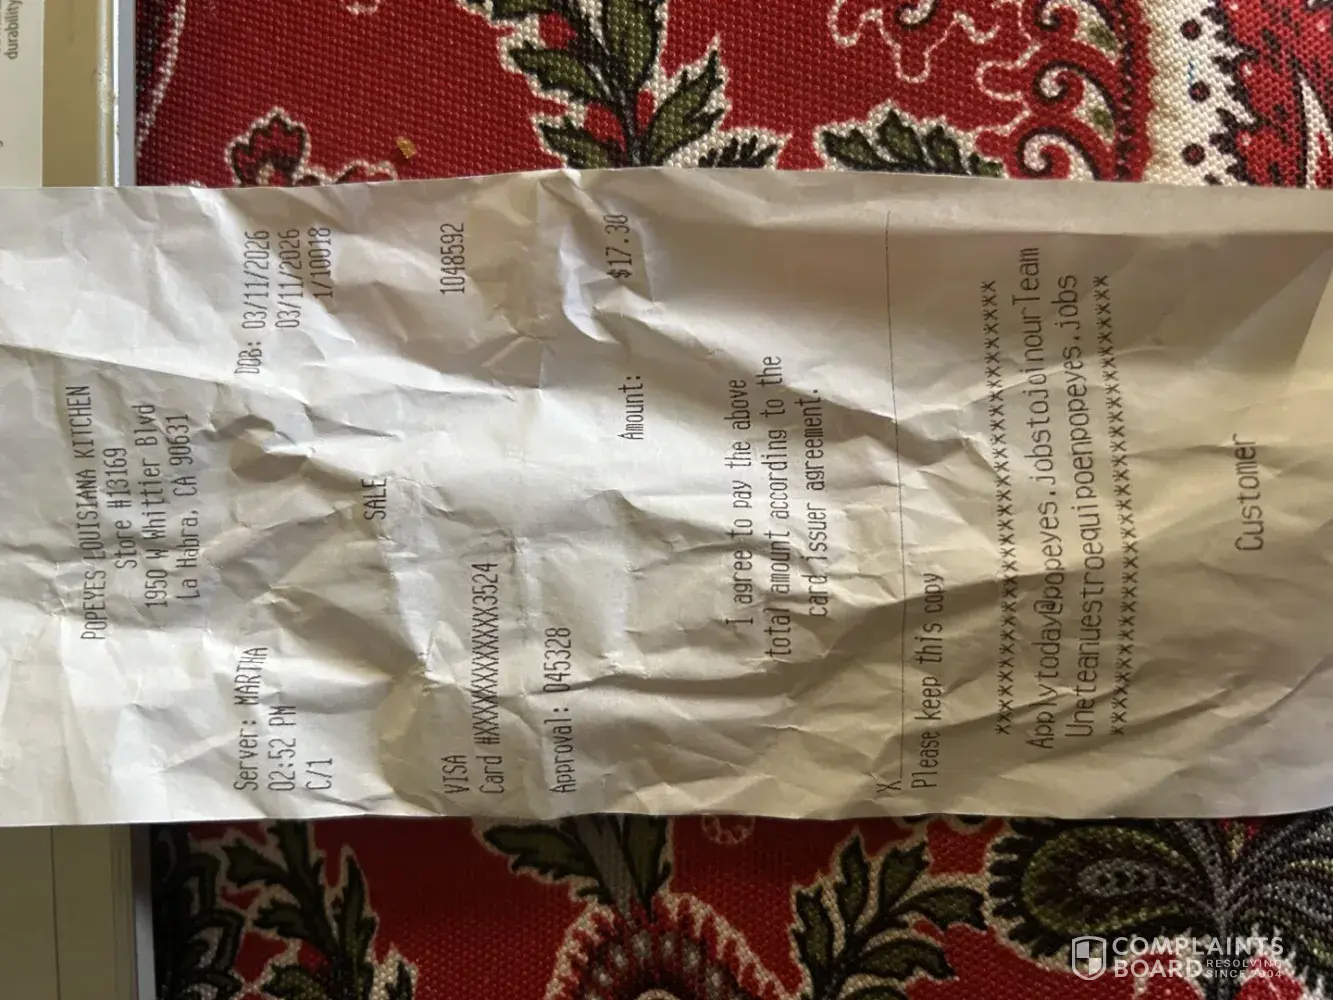 durability
POPEYES LOUISIANA KITCHEN
Store #13169
1950 W Whittier Blvd
La Habra, CA 90631
Server: MARTHA DOB: 03/11/2026
02:52 PM 03/11/2026
C/1 1/10018
SALE
VISA 1048592
Card #XXXXXXXXXXXX3524
Approval: 045328
Amount: $17.30
I agree to pay the above
total amount according to the
card issuer agreement.
X
Please keep this copy
Applytoday@popeyes.jobstojoinourTeam
Uneteanuestroequipoenpopeyes.jobs
Customer
COMPLAINTS
BOARD RESOLVING
SINCE 2004